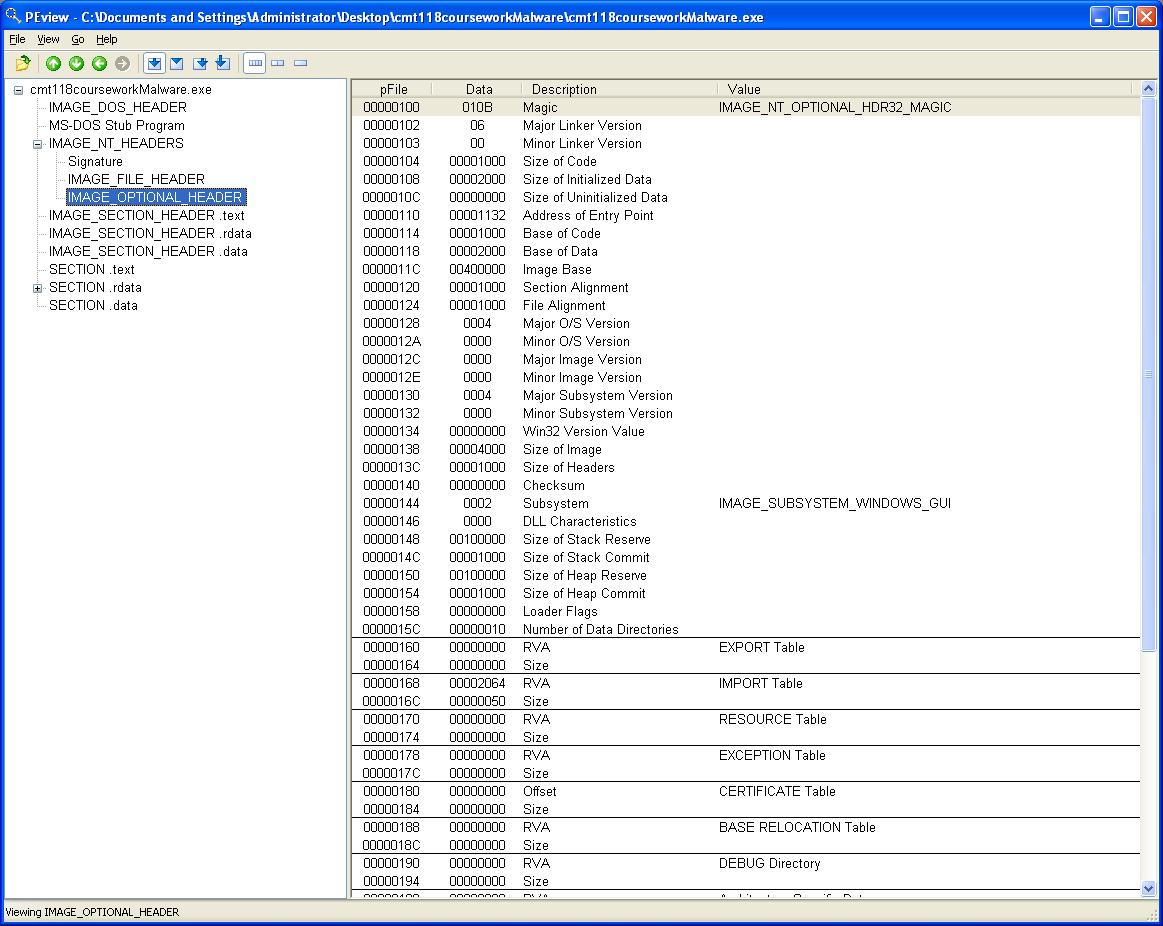 PEview - C:\Documents and Settings\Administrator\Desktop\cmt118courseworkMalware\cmt118courseworkMalware.exe
File View Go Help
cmt118courseworkMalware.exe
IMAGE_DOS_HEADER
MS-DOS Stub Program
IMAGE_NT_HEADERS
Signature
IMAGE_FILE_HEADER
IMAGE_OPTIONAL_HEADER
IMAGE_SECTION_HEADER .text
IMAGE_SECTION_HEADER .rdata
IMAGE_SECTION_HEADER .data
SECTION .text
SECTION .rdata
SECTION .data
pFile Data Description Value
00000100 010B Magic IMAGE_NT_OPTIONAL_HDR32_MAGIC
00000102 06 Major Linker Version
00000103 00 Minor Linker Version
00000104 00001000 Size of Code
00000108 00002000 Size of Initialized Data
0000010C 00000000 Size of Uninitialized Data
00000110 00001132 Address of Entry Point
00000114 00001000 Base of Code
00000118 00002000 Base of Data
0000011C 00400000 Image Base
00000120 00001000 Section Alignment
00000124 00001000 File Alignment
00000128 0004 Major O/S Version
0000012A 0000 Minor O/S Version
0000012C 0000 Major Image Version
0000012E 0000 Minor Image Version
00000130 0004 Major Subsystem Version
00000132 0000 Minor Subsystem Version
00000134 00000000 Win32 Version Value
00000138 00004000 Size of Image
0000013C 00001000 Size of Headers
00000140 00000000 Checksum
00000144 0002 Subsystem IMAGE_SUBSYSTEM_WINDOWS_GUI
00000146 0000 DLL Characteristics
00000148 00100000 Size of Stack Reserve
0000014C 00001000 Size of Stack Commit
00000150 00100000 Size of Heap Reserve
00000154 00001000 Size of Heap Commit
00000158 00000000 Loader Flags
0000015C 00000010 Number of Data Directories
00000160 00000000 RVA EXPORT Table
00000164 00000000 Size
00000168 00002064 RVA IMPORT Table
0000016C 00000050 Size
00000170 00000000 RVA RESOURCE Table
00000174 00000000 Size
00000178 00000000 RVA EXCEPTION Table
0000017C 00000000 Size
00000180 00000000 Offset CERTIFICATE Table
00000184 00000000 Size
00000188 00000000 RVA BASE RELOCATION Table
0000018C 00000000 Size
00000190 00000000 RVA DEBUG Directory
00000194 00000000 Size
Viewing IMAGE_OPTIONAL_HEADER